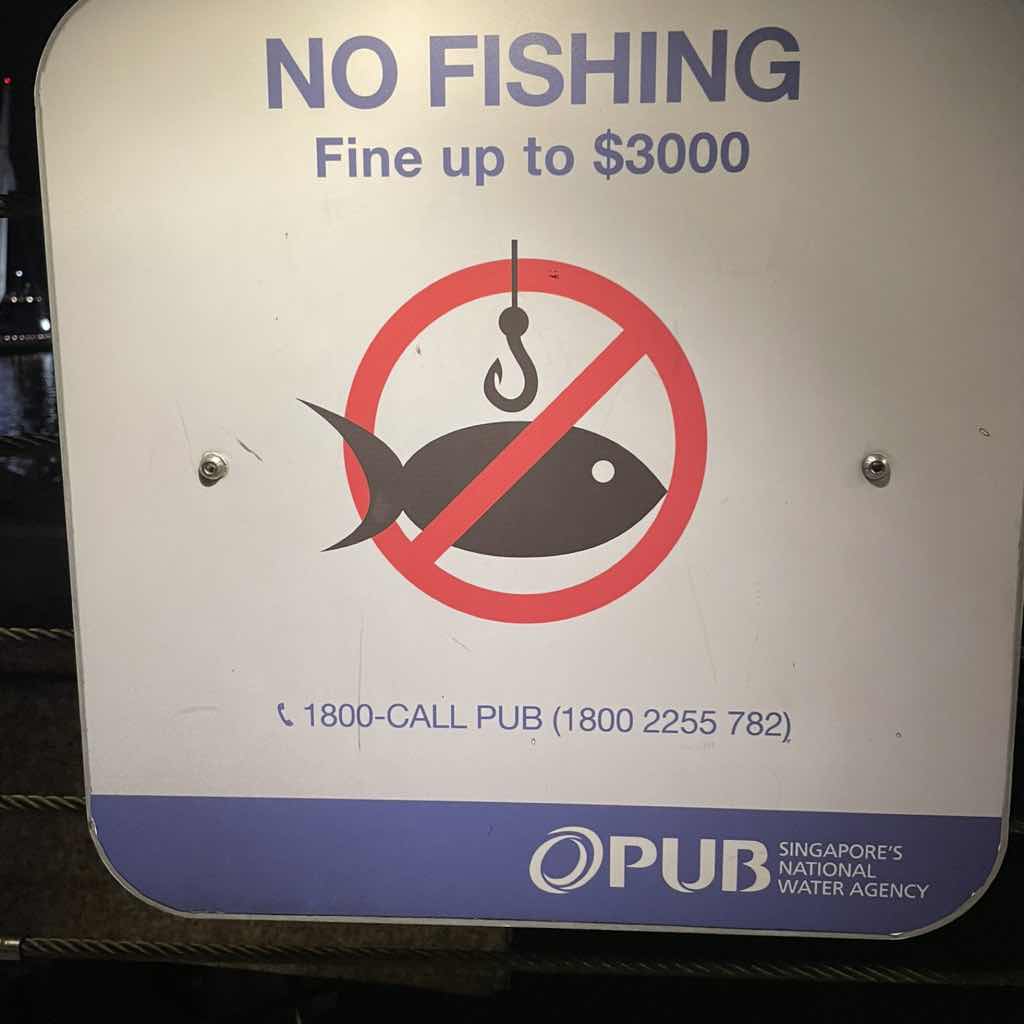 NO FISHING
Fine up to $3000
1800-CALL PUB (1800 2255 782)
PUB
SINGAPORE'S
NATIONAL
WATER AGENCY